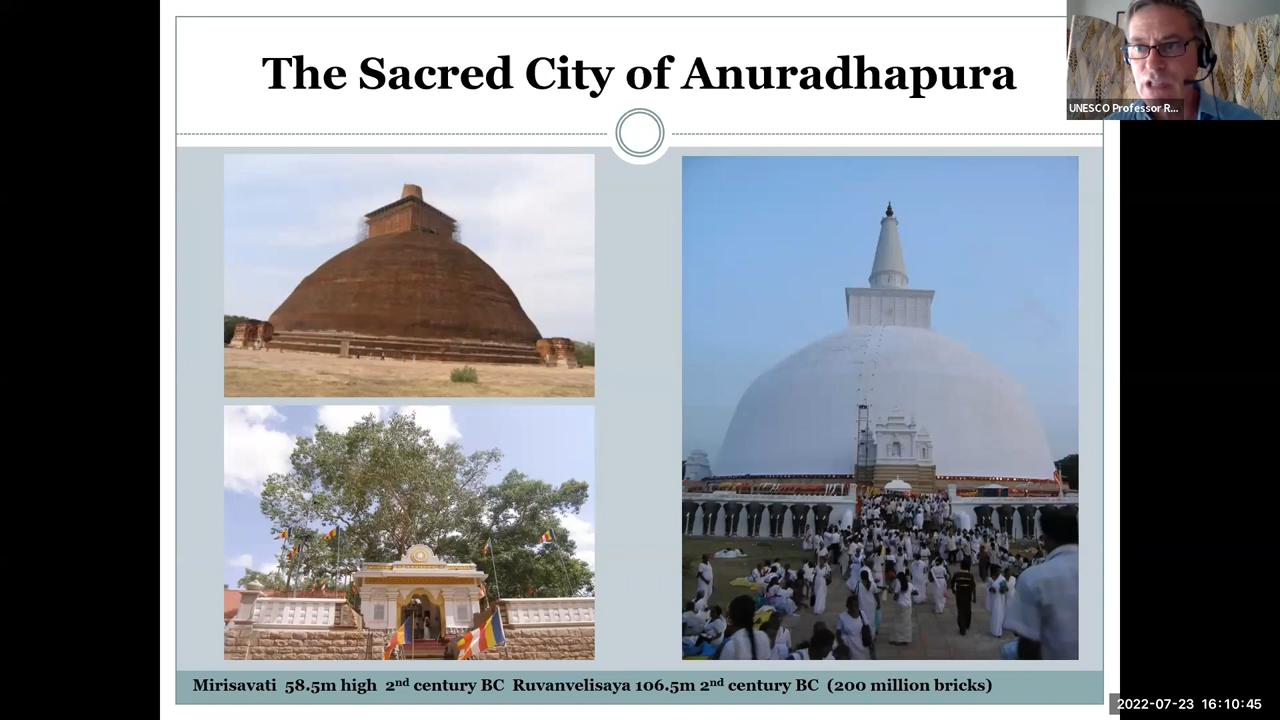 The Sacred City of Anuradhapura
UNESCO Professor R...
Mirisavati 58.5m high 2nd century BC Ruvanvelisaya 106.5m 2nd century BC (200 million bricks)
2022-07-23 16:10:45